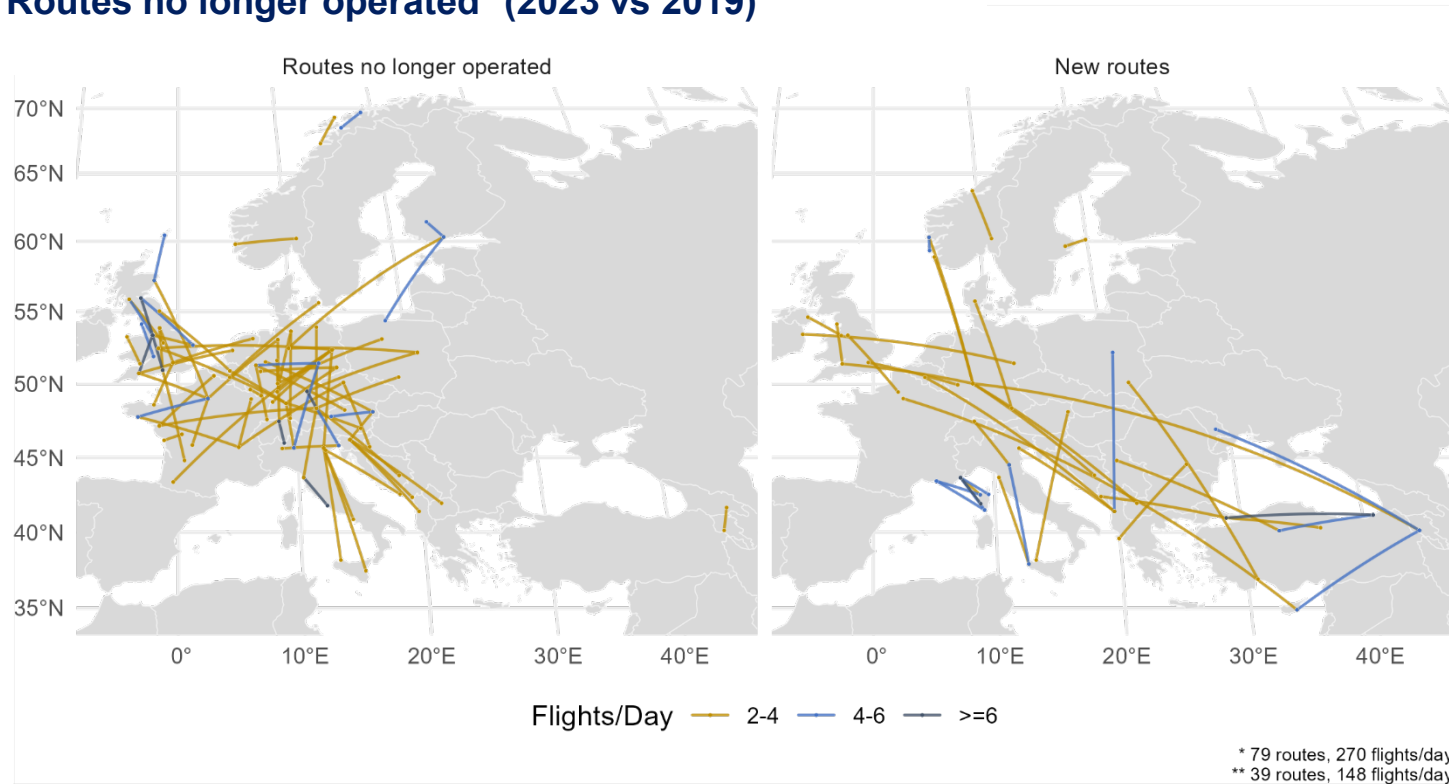 Routes no longer operated* (2023 vs 2019)
Routes no longer operated
New routes
70°N
65°N
60°N
55°N
50°N
45°N
40°N
35°N
0° 10°E 20°E 30°E 40°E
0° 10°E 20°E 30°E 40°E
Flights/Day 2-4 4-6 >=6
* 79 routes, 270 flights/day
** 39 routes, 148 flights/day